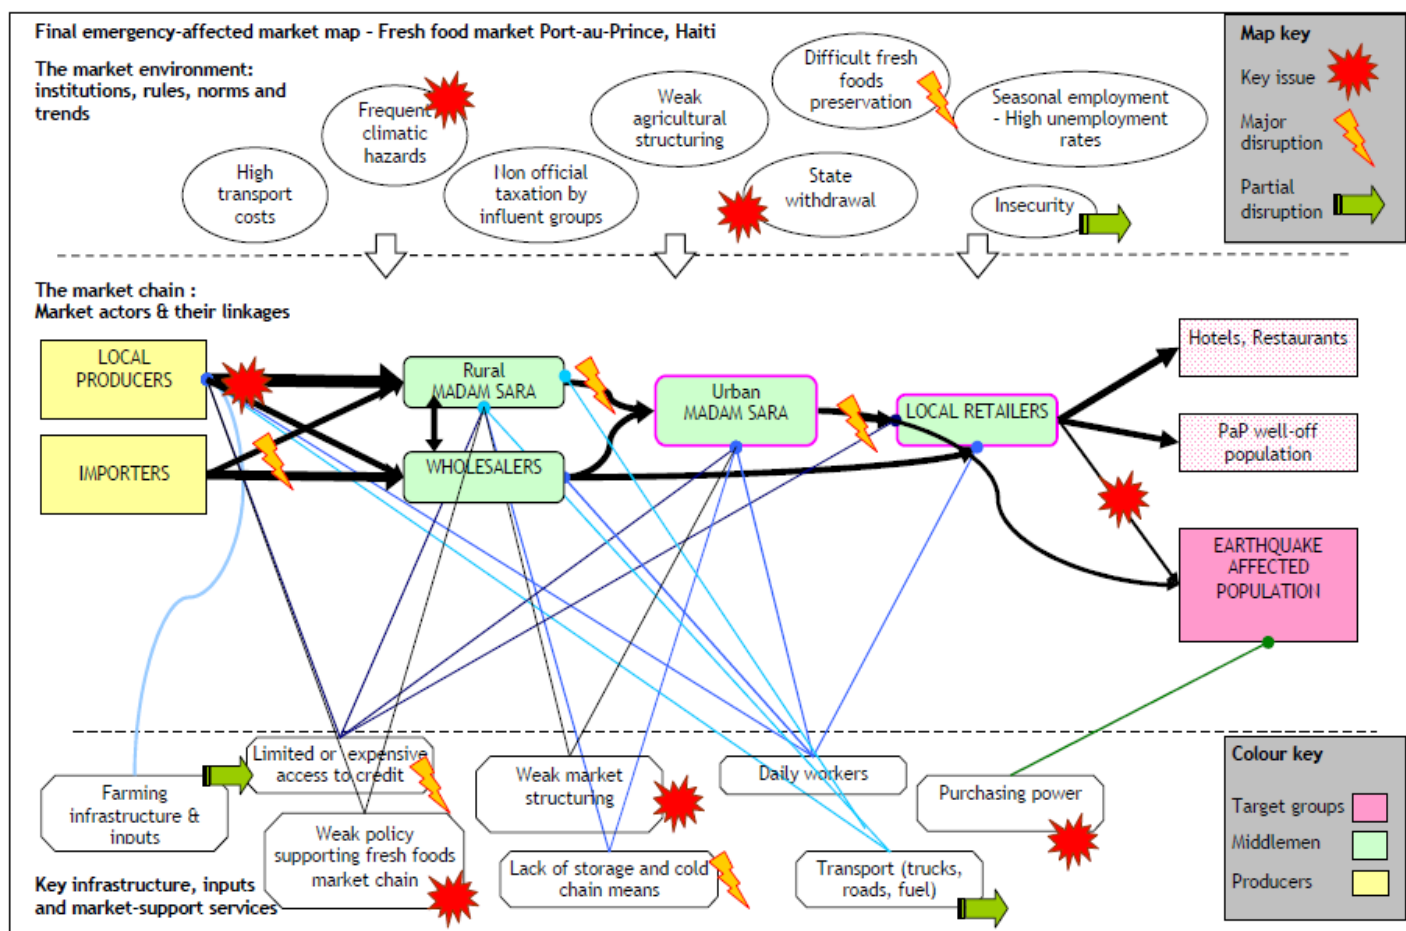 Final emergency-affected market map - Fresh food market Port-au-Prince, Haiti
The market environment:
institutions, rules, norms and
trends
Frequent
climatic
hazards
High
transport
costs
Non official
taxation by
influent groups
Weak
agricultural
structuring
Difficult fresh
foods
preservation
State
withdrawal
Seasonal employment
- High unemployment
rates
Insecurity
Map key
Key issue
Major
disruption
Partial
disruption
The market chain :
Market actors & their linkages
LOCAL
PRODUCERS
IMPORTERS
Rural
MADAM SARA
WHOLESALERS
Urban
MADAM SARA
LOCAL RETAILERS
Hotels, Restaurants
PaP well-off
population
EARTHQUAKE
AFFECTED
POPULATION
Farming
infrastructure &
inputs
Limited or expensive
access to credit
Weak policy
supporting fresh foods
market chain
Weak market
structuring
Lack of storage and cold
chain means
Daily workers
Transport (trucks,
roads, fuel)
Purchasing power
Key infrastructure, inputs
and market-support services
Colour key
Target groups
Middlemen
Producers